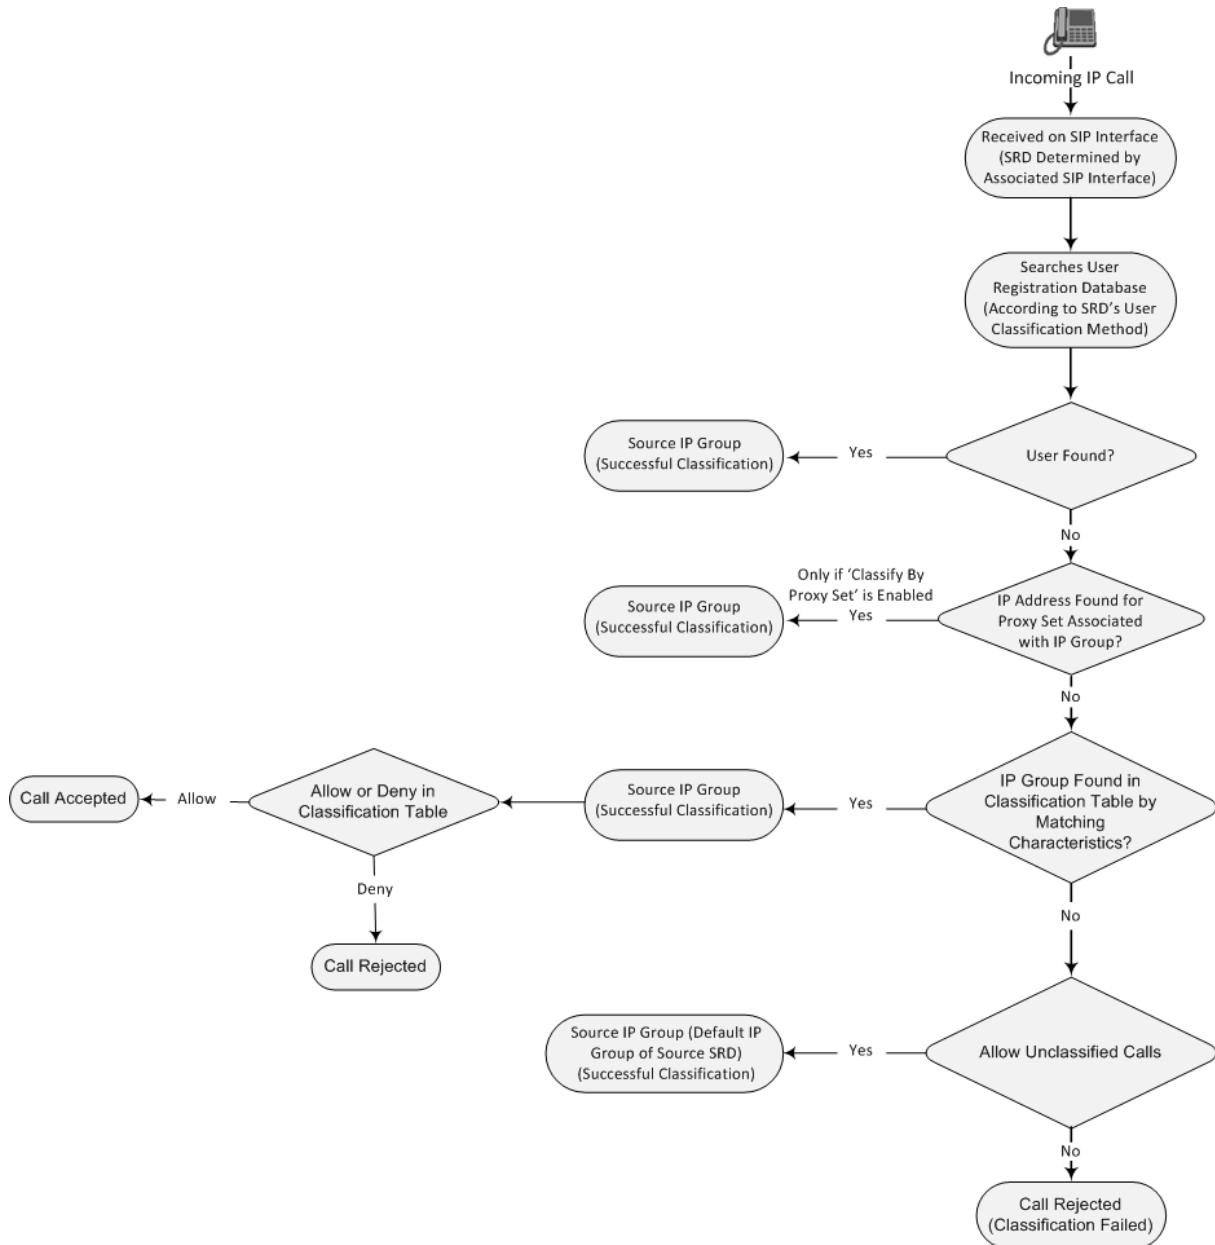 Incoming IP Call
Received on SIP Interface
(SRD Determined by
Associated SIP Interface)
Searches User
Registration Database
(According to SRD's User
Classification Method)
User Found?
Yes
Source IP Group
(Successful Classification)
No
IP Address Found for
Proxy Set Associated
with IP Group?
Only if 'Classify By
Proxy Set' is Enabled
Yes
Source IP Group
(Successful Classification)
No
IP Group Found in
Classification Table by
Matching
Characteristics?
Yes
Source IP Group
(Successful Classification)
Allow or Deny in
Classification Table
Allow
Call Accepted
Deny
Call Rejected
No
Allow Unclassified Calls
Yes
Source IP Group (Default IP
Group of Source SRD)
(Successful Classification)
No
Call Rejected
(Classification Failed)